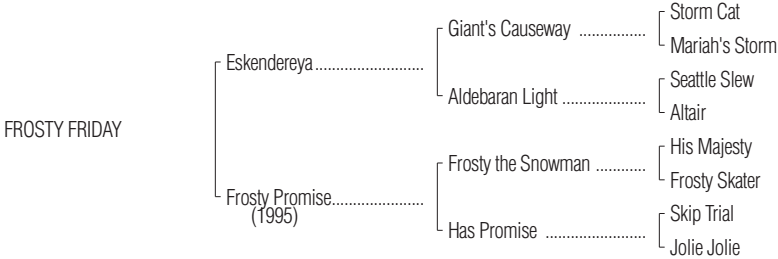 Storm Cat
Giant's Causeway ................
Mariah's Storm
Eskendereya ..........................
Seattle Slew
Aldebaran Light ....................
Altair
FROSTY FRIDAY
His Majesty
Frosty the Snowman ............
Frosty Skater
Frosty Promise......................
(1995)
Skip Trial
Has Promise ........................
Jolie Jolie